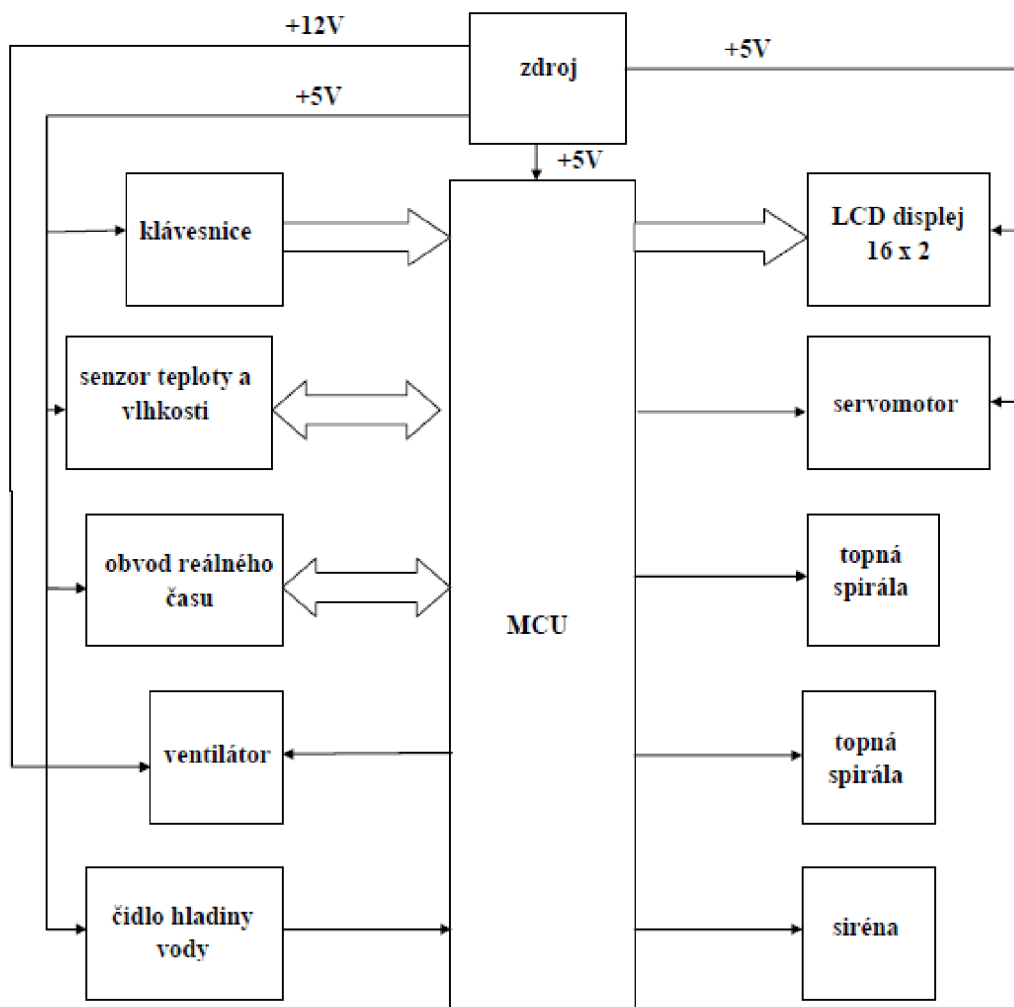 +12V
zdroj
+5V
+5V
+5V
klávesnice
LCD displej
16 x 2
senzor teploty a
vlhkosti
servomotor
obvod reálného
času
topná
spirála
MCU
ventilátor
topná
spirála
čidlo hladiny
vody
siréna